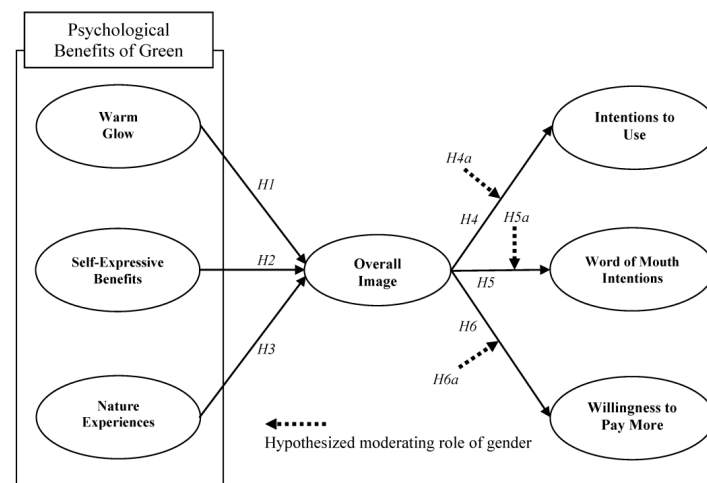 Psychological
Benefits of Green
Warm
Glow
Intentions to
Use
H4a
H1
H4
H5a
Self-Expressive
Benefits
H2
Overall
Image
H5
Word of Mouth
Intentions
H3
H6
H6a
Nature
Experiences
Willingness to
Pay More
Hypothesized moderating role of gender